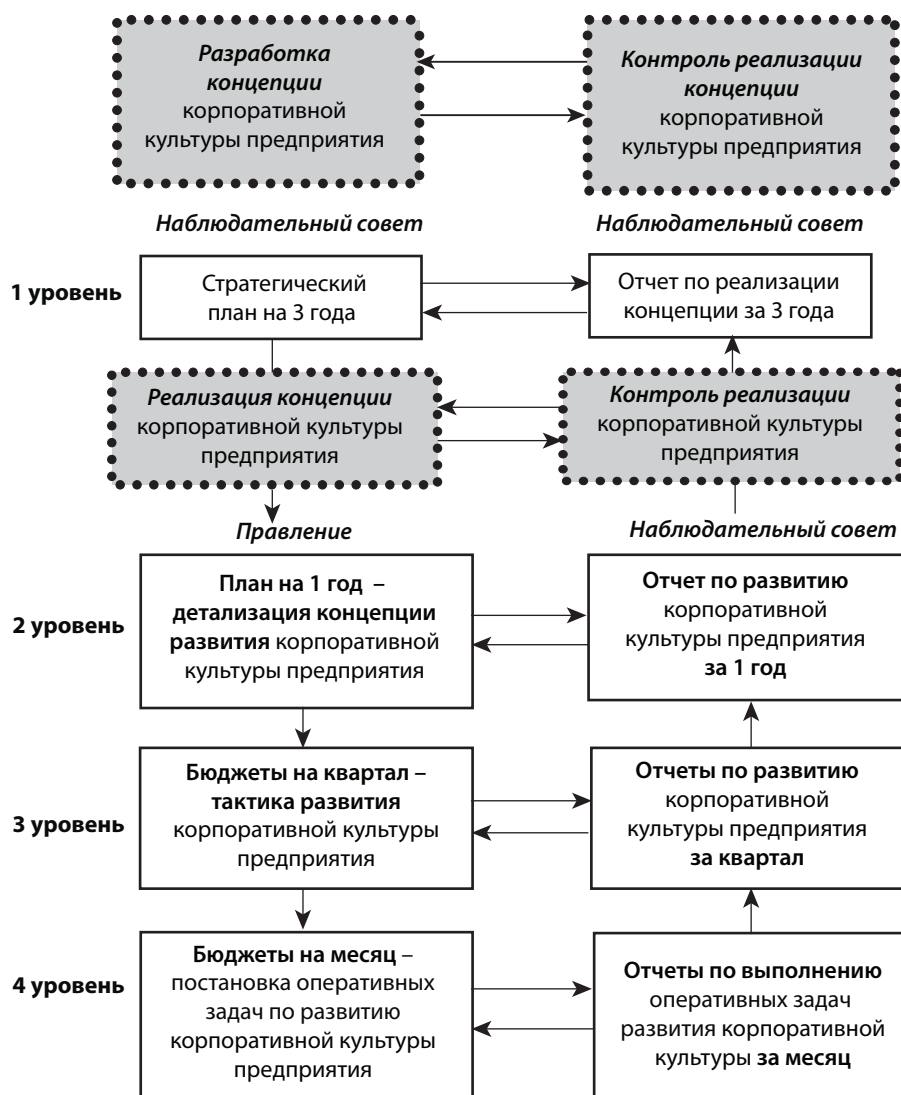 Разработка
концепции
корпоративной
культуры предприятия
Контроль реализации
концепции
корпоративной
культуры предприятия
Наблюдательный совет
Наблюдательный совет
1 уровень
Стратегический
план на 3 года
Отчет по реализации
концепции за 3 года
Реализация концепции
корпоративной культуры
предприятия
Контроль реализации
корпоративной культуры
предприятия
Правление
Наблюдательный совет
2 уровень
План на 1 год –
детализация концепции
развития корпоративной
культуры предприятия
Отчет по развитию
корпоративной
культуры предприятия
за 1 год
3 уровень
Бюджеты на квартал –
тактика развития
корпоративной культуры
предприятия
Отчеты по развитию
корпоративной
культуры предприятия
за квартал
4 уровень
Бюджеты на месяц –
постановка оперативных
задач по развитию
корпоративной культуры
предприятия
Отчеты по выполнению
оперативных задач
развития корпоративной
культуры за месяц